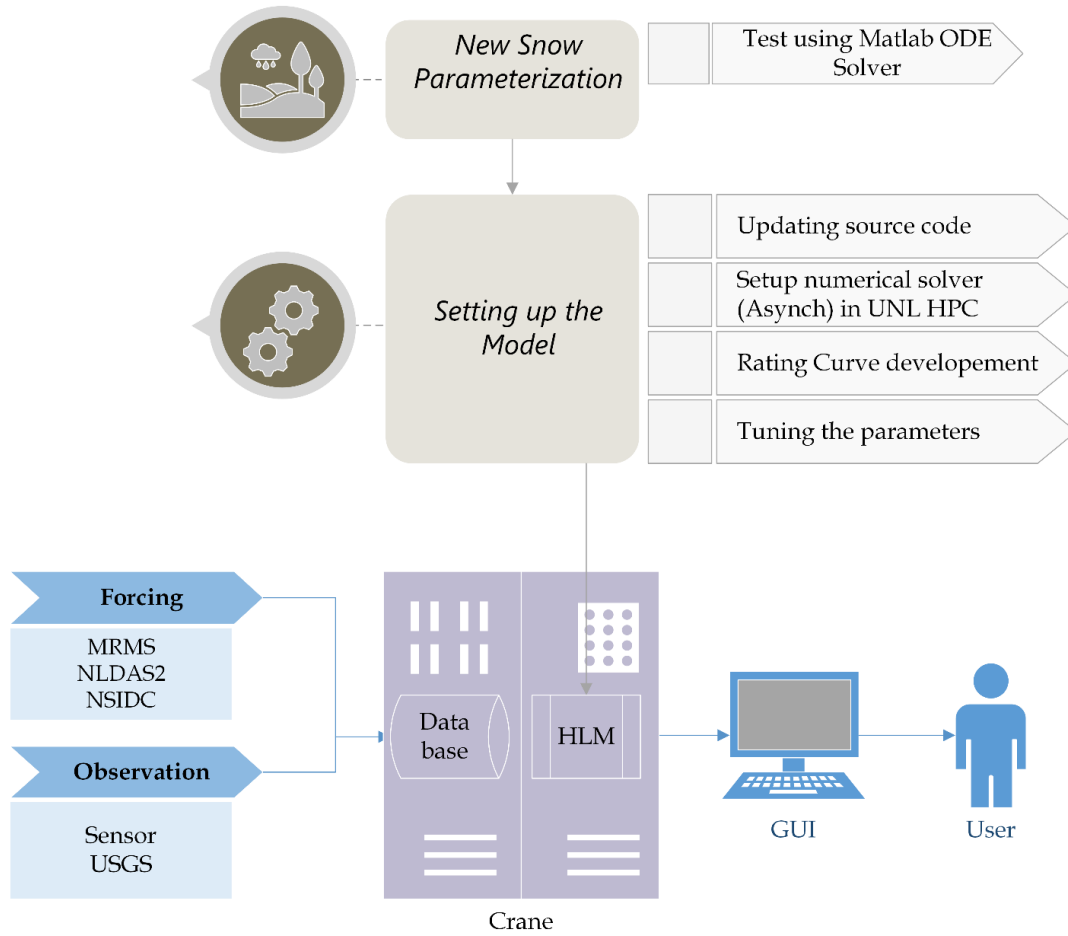 New Snow
Parameterization
Test using Matlab ODE
Solver
Setting up the
Model
Updating source code
Setup numerical solver
(Asynch) in UNL HPC
Rating Curve developement
Tuning the parameters
Forcing
MRMS
NLDAS2
NSIDC
Observation
Sensor
USGS
Data
base
HLM
Crane
GUI
User